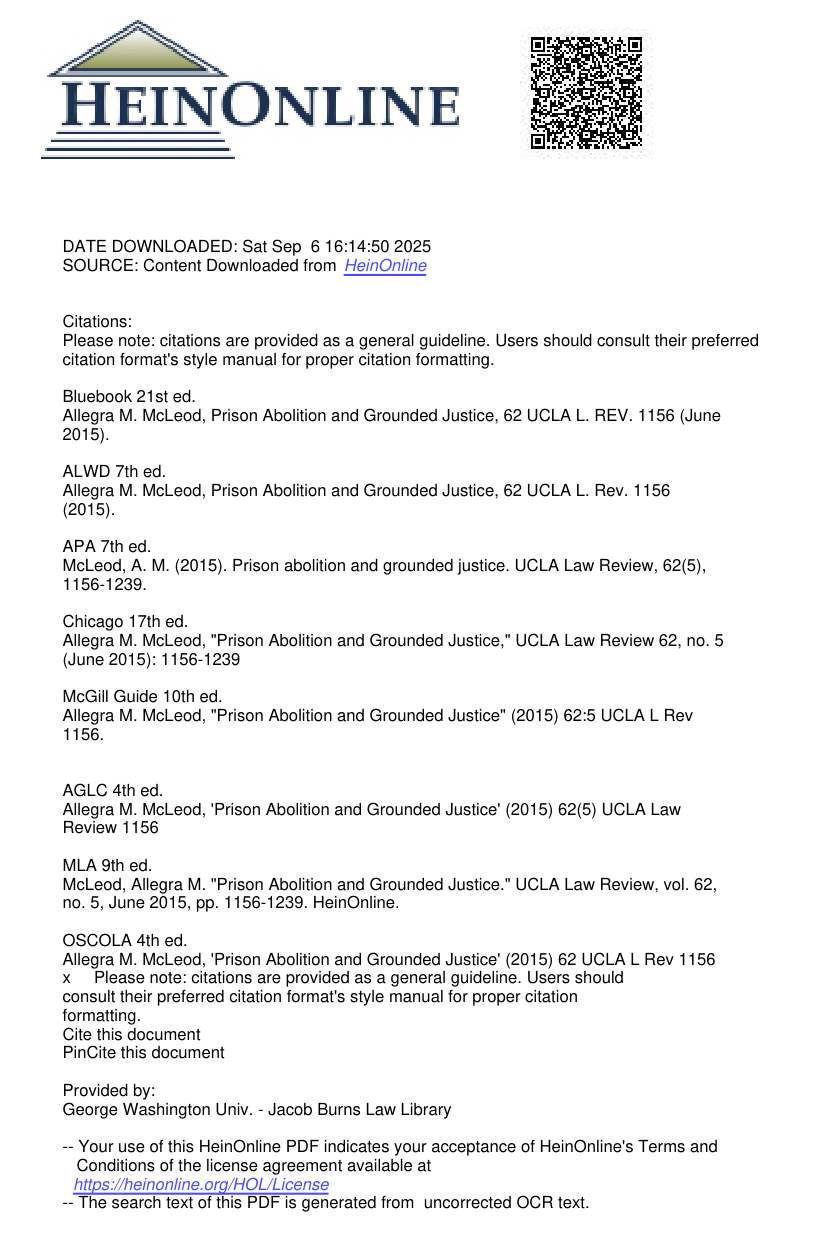 HEINONLINE
DATE DOWNLOADED: Sat Sep  6 16:14:50 2025
SOURCE: Content Downloaded from HeinOnline
Citations:
Please note: citations are provided as a general guideline. Users should consult their preferred
citation format's style manual for proper citation formatting.
Bluebook 21st ed.
Allegra M. McLeod, Prison Abolition and Grounded Justice, 62 UCLA L. REV. 1156 (June
2015).
ALWD 7th ed.
Allegra M. McLeod, Prison Abolition and Grounded Justice, 62 UCLA L. Rev. 1156
(2015).
APA 7th ed.
McLeod, A. M. (2015). Prison abolition and grounded justice. UCLA Law Review, 62(5),
1156-1239.
Chicago 17th ed.
Allegra M. McLeod, "Prison Abolition and Grounded Justice," UCLA Law Review 62, no. 5
(June 2015): 1156-1239
McGill Guide 10th ed.
Allegra M. McLeod, "Prison Abolition and Grounded Justice" (2015) 62:5 UCLA L Rev
1156.
AGLC 4th ed.
Allegra M. McLeod, 'Prison Abolition and Grounded Justice' (2015) 62(5) UCLA Law
Review 1156
MLA 9th ed.
McLeod, Allegra M. "Prison Abolition and Grounded Justice." UCLA Law Review, vol. 62,
no. 5, June 2015, pp. 1156-1239. HeinOnline.
OSCOLA 4th ed.
Allegra M. McLeod, 'Prison Abolition and Grounded Justice' (2015) 62 UCLA L Rev 1156
x Please note: citations are provided as a general guideline. Users should
consult their preferred citation format's style manual for proper citation
formatting.
Cite this document
PinCite this document
Provided by:
George Washington Univ. - Jacob Burns Law Library
-- Your use of this HeinOnline PDF indicates your acceptance of HeinOnline's Terms and
Conditions of the license agreement available at
https://heinonline.org/HOL/License
-- The search text of this PDF is generated from  uncorrected OCR text.